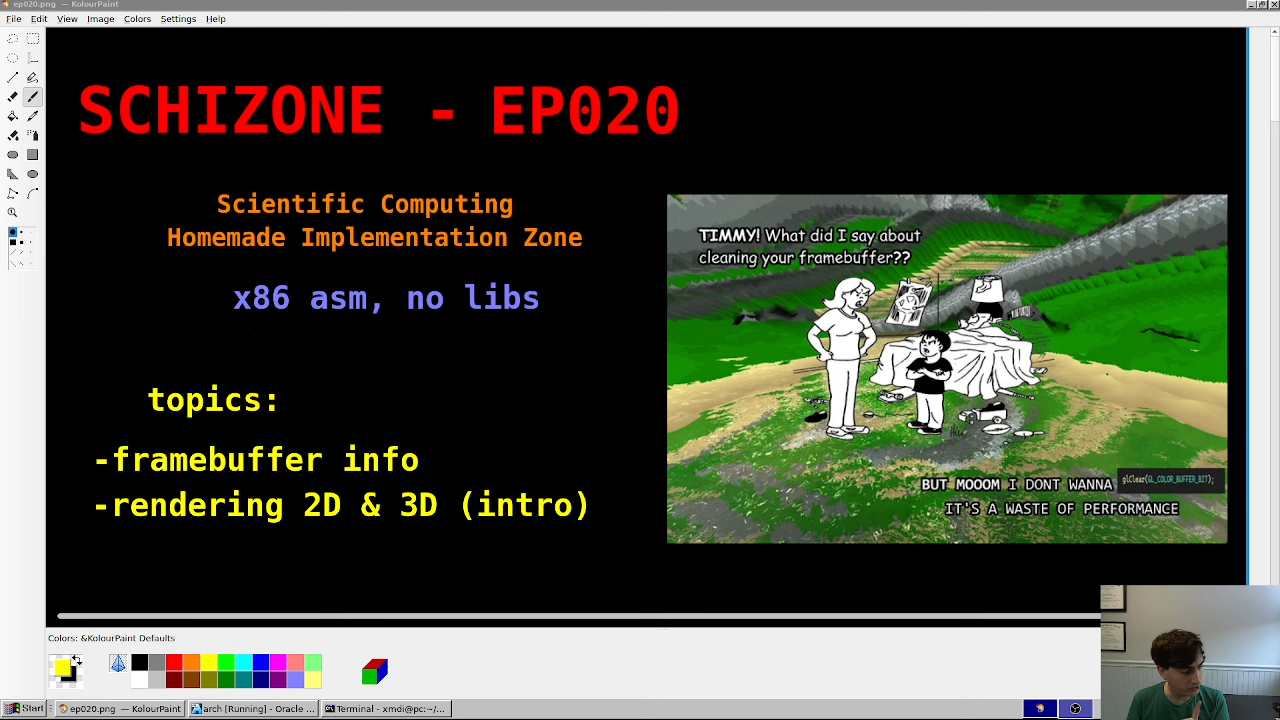 ep020.png — KolourPaint
File Edit View Image Colors Settings Help
SCHIZONE - EP020
Scientific Computing
Homemade Implementation Zone
x86 asm, no libs
topics:
-framebuffer info
-rendering 2D & 3D (intro)
TIMMY! What did I say about
cleaning your framebuffer??
BUT MOOOM I DONT WANNA glClear(GL_COLOR_BUFFER_BIT);
IT'S A WASTE OF PERFORMANCE
Colors: &KolourPaint Defaults
Start ep020.png — KolourPaint arch [Running] - Oracle ... Terminal - xmdi@pc:~/...